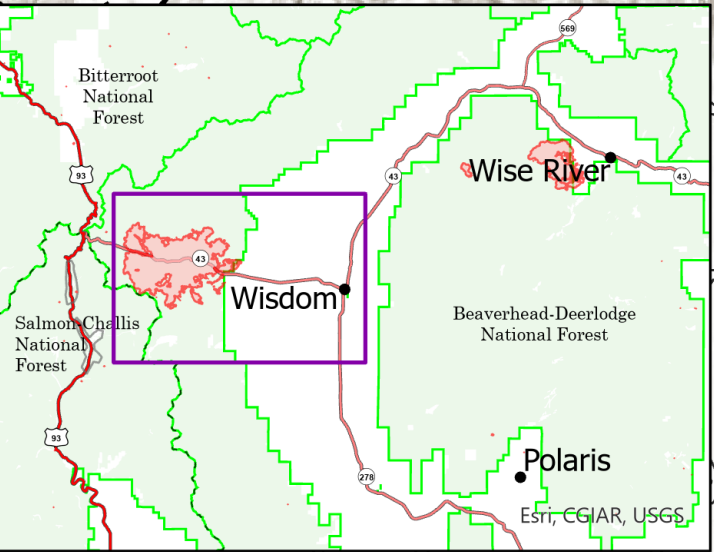 569
Bitterroot
National
Forest
93
43
Wise River
43
43
Wisdom
Beaverhead-Deerlodge
National Forest
Salmon-Challis
National
Forest
93
278
Polaris
Esri, CGIAR, USGS